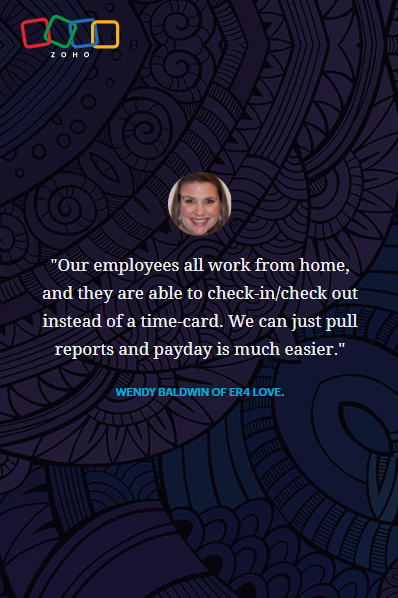 ZOHO
"Our employees all work from home,
and they are able to check-in/check out
instead of a time-card. We can just pull
reports and payday is much easier."
WENDY BALDWIN OF ER4 LOVE.